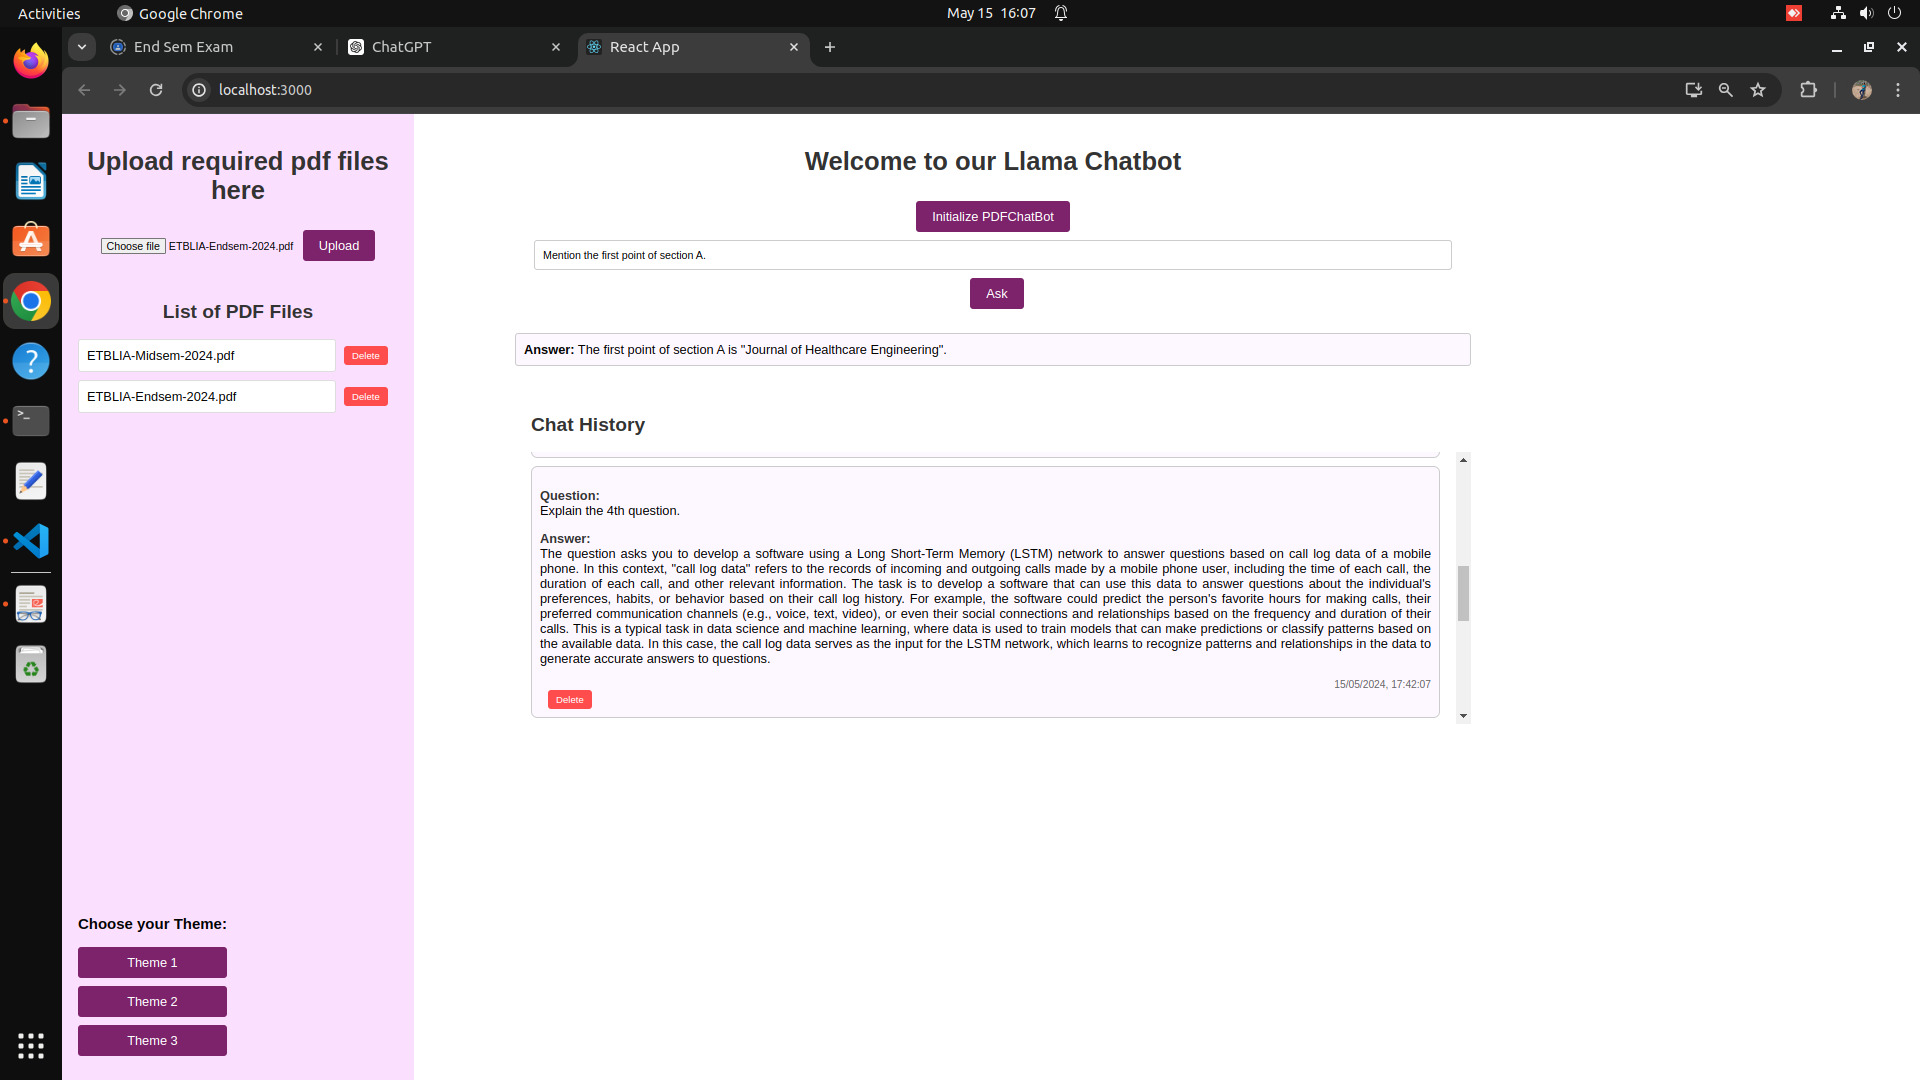 Activities
Google Chrome
May 15 16:07
End Sem Exam
ChatGPT
React App
localhost:3000
Upload required pdf files
here
Choose file ETBLIA-Endsem-2024.pdf
Upload
List of PDF Files
ETBLIA-Midsem-2024.pdf
Delete
ETBLIA-Endsem-2024.pdf
Delete
Choose your Theme:
Theme 1
Theme 2
Theme 3
Welcome to our Llama Chatbot
Initialize PDFChatBot
Mention the first point of section A.
Ask
Answer: The first point of section A is "Journal of Healthcare Engineering".
Chat History
Question:
Explain the 4th question.
Answer:
The question asks you to develop a software using a Long Short-Term Memory (LSTM) network to answer questions based on call log data of a mobile
phone. In this context, "call log data" refers to the records of incoming and outgoing calls made by a mobile phone user, including the time of each call, the
duration of each call, and other relevant information. The task is to develop a software that can use this data to answer questions about the individual's
preferences, habits, or behavior based on their call log history. For example, the software could predict the person's favorite hours for making calls, their
preferred communication channels (e.g., voice, text, video), or even their social connections and relationships based on the frequency and duration of their
calls. This is a typical task in data science and machine learning, where data is used to train models that can make predictions or classify patterns based on
the available data. In this case, the call log data serves as the input for the LSTM network, which learns to recognize patterns and relationships in the data to
generate accurate answers to questions.
15/05/2024, 17:42:07
Delete